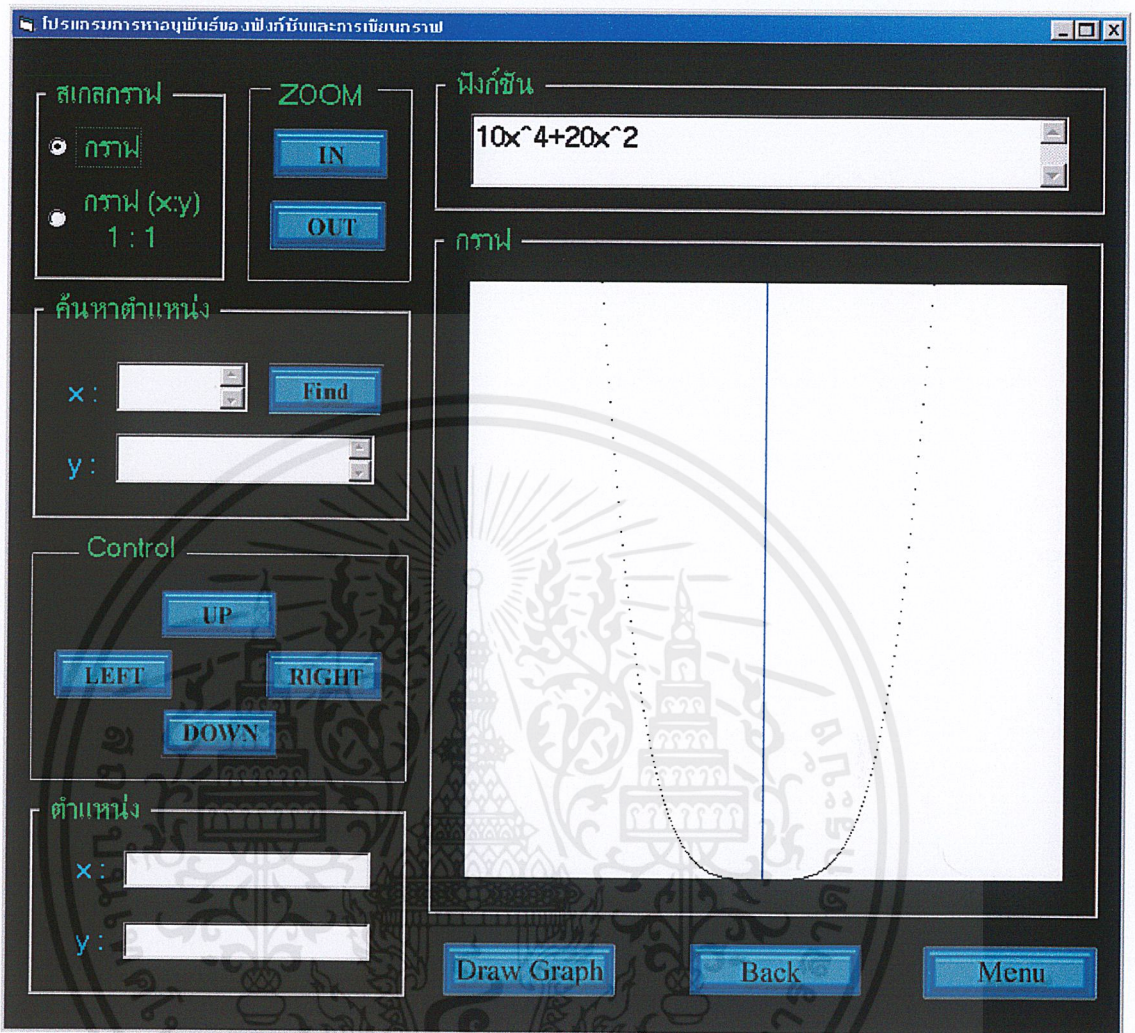 โปรแกรมการหาอนุพันธ์ของฟังก์ชันและการเขียนกราฟ
สเกลกราฟ
กราฟ
กราฟ (x:y)
1 : 1
ZOOM
IN
OUT
ฟังก์ชัน
10x^4+20x^2
กราฟ
ค้นหาตำแหน่ง
x :
Find
y :
Control
UP
LEFT
RIGHT
DOWN
ตำแหน่ง
x :
y :
Draw Graph
Back
Menu